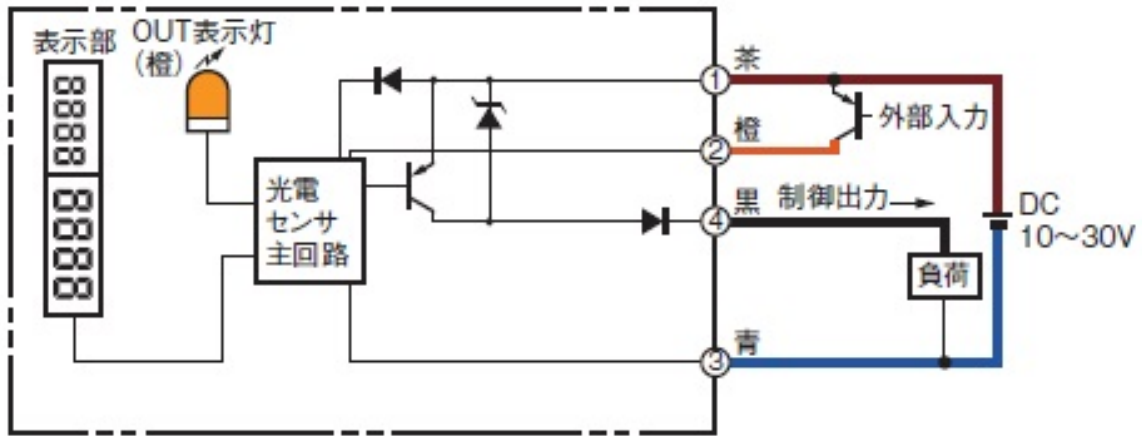 表示部
OUT表示灯
(橙)
8888
8888
光電
センサ
主回路
①
茶
②
橙
外部入力
④
黒
制御出力
DC
10〜30V
負荷
③
青